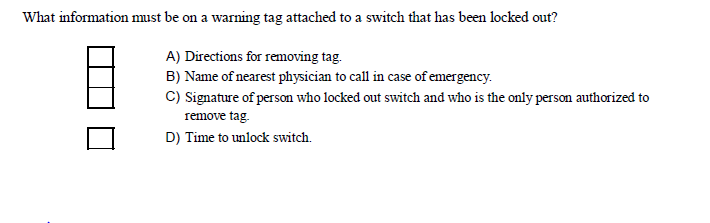 What information must be on a warning tag attached to a switch that has been locked out?
A) Directions for removing tag.
B) Name of nearest physician to call in case of emergency.
C) Signature of person who locked out switch and who is the only person authorized to
remove tag.
D) Time to unlock switch.